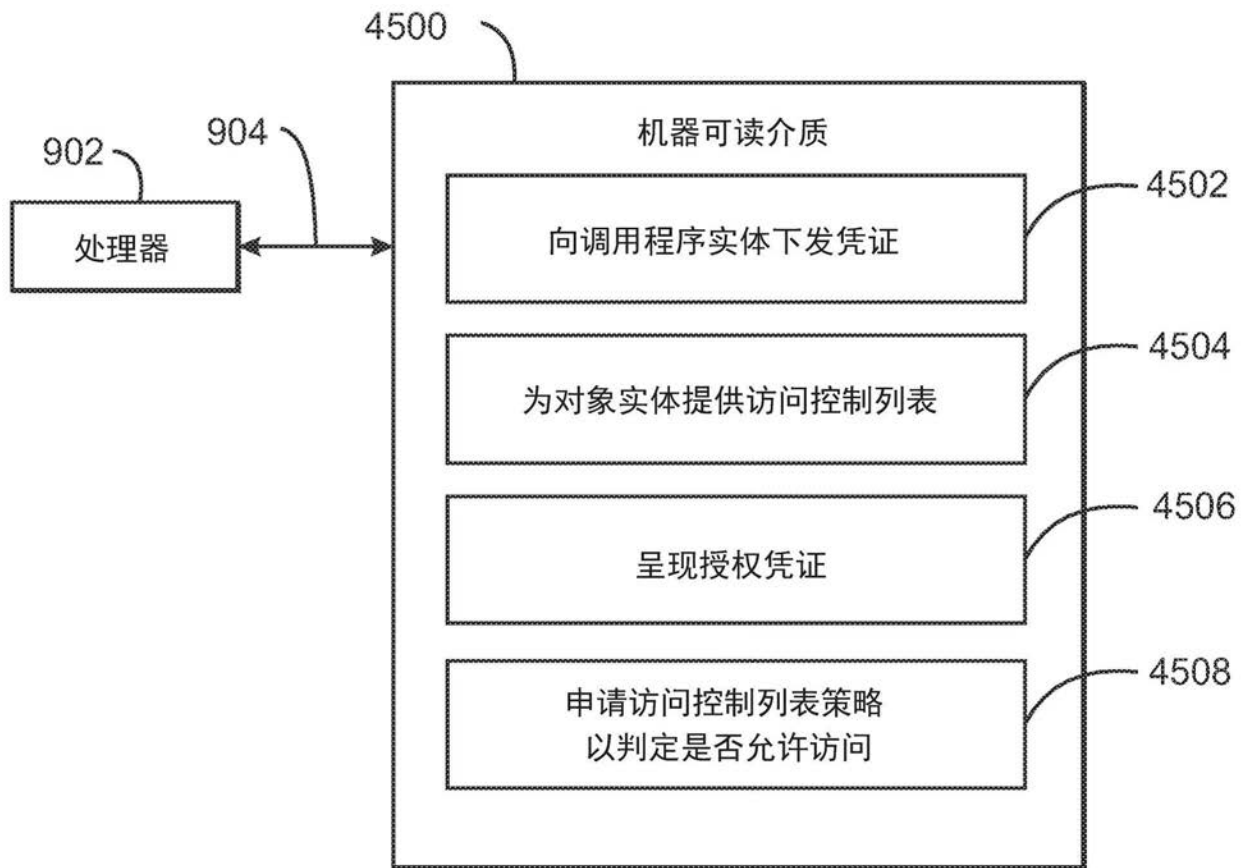 4500
904
902
机器可读介质
处理器
4502
向调用程序实体下发凭证
4504
为对象实体提供访问控制列表
4506
呈现授权凭证
4508
申请访问控制列表策略
以判定是否允许访问